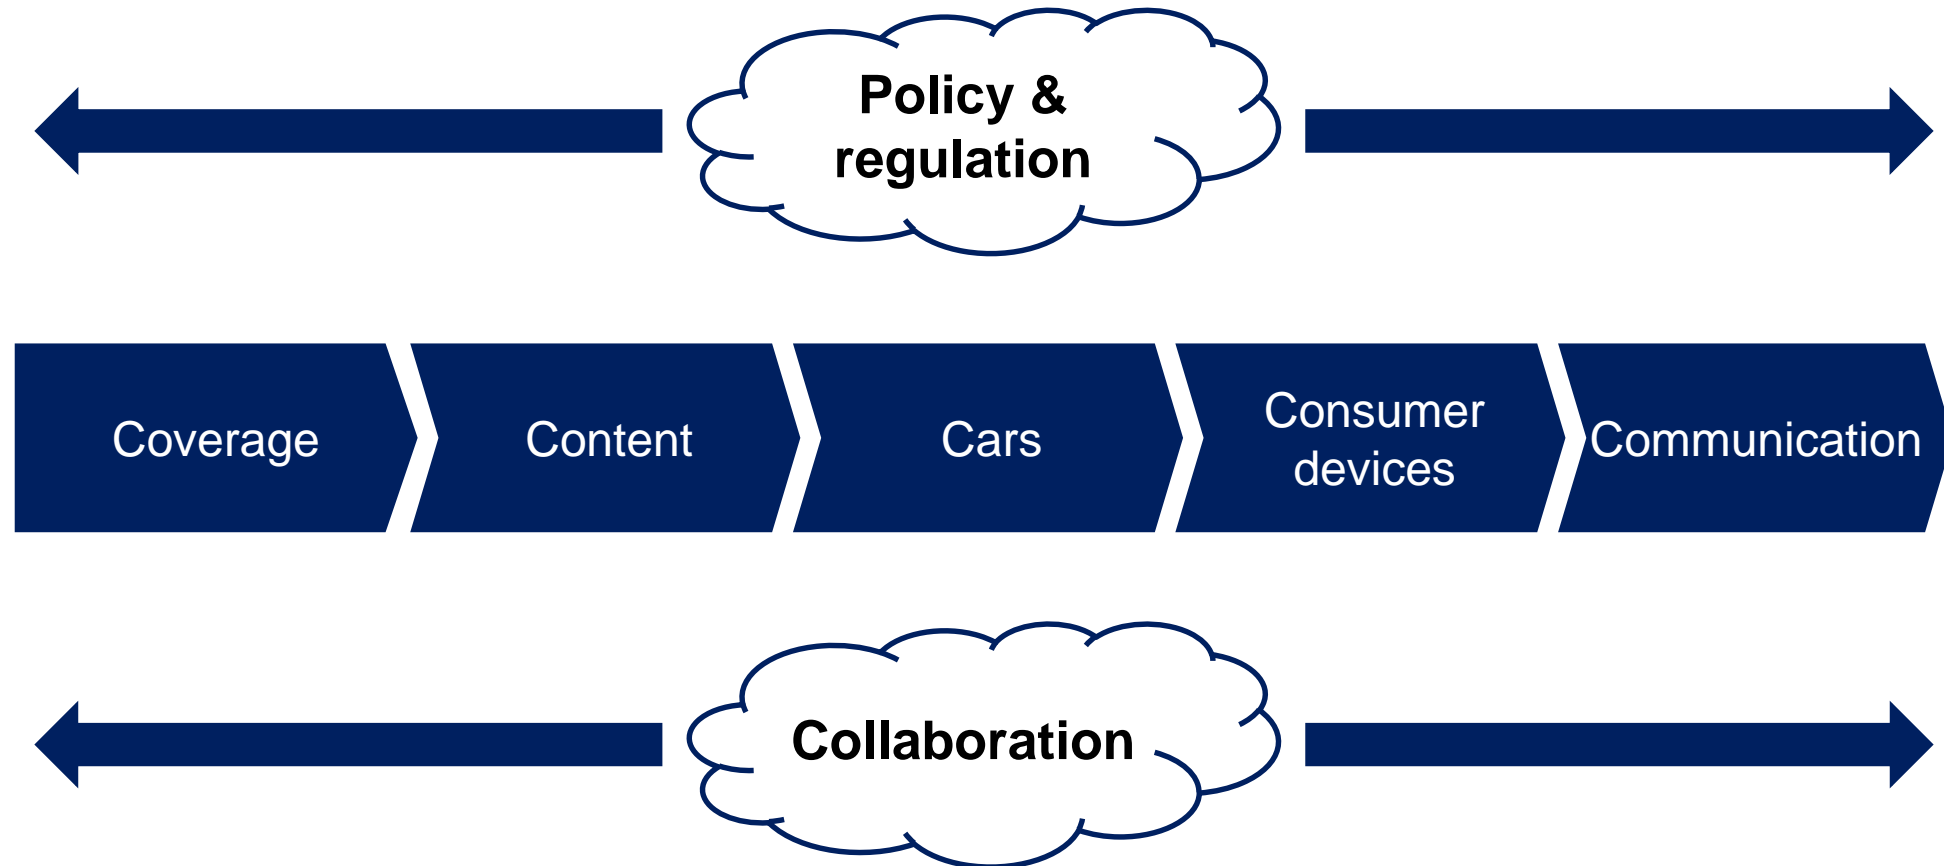 Policy &
regulation
Coverage
Content
Cars
Consumer
devices
Communication
Collaboration